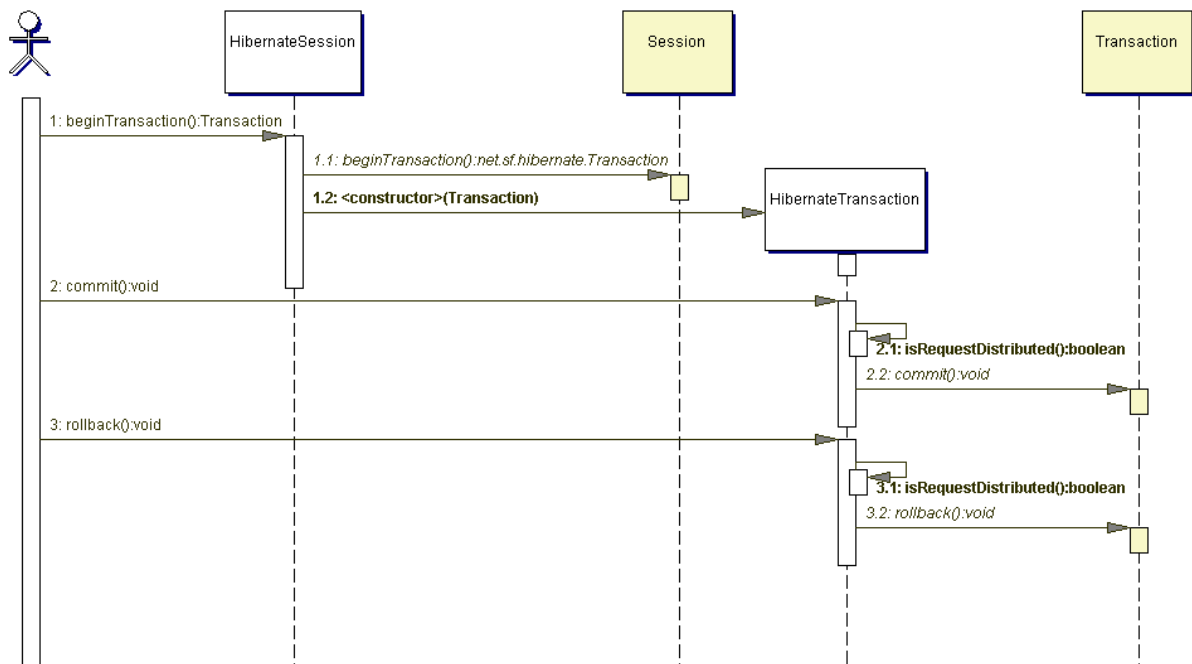 HibernateSession
Session
Transaction
1: beginTransaction():Transaction
1.1: beginTransaction():net.sf.hibernate.Transaction
1.2: <constructor>(Transaction)
HibernateTransaction
2: commit():void
2.1: isRequestDistributed():boolean
2.2: commit():void
3: rollback():void
3.1: isRequestDistributed():boolean
3.2: rollback():void